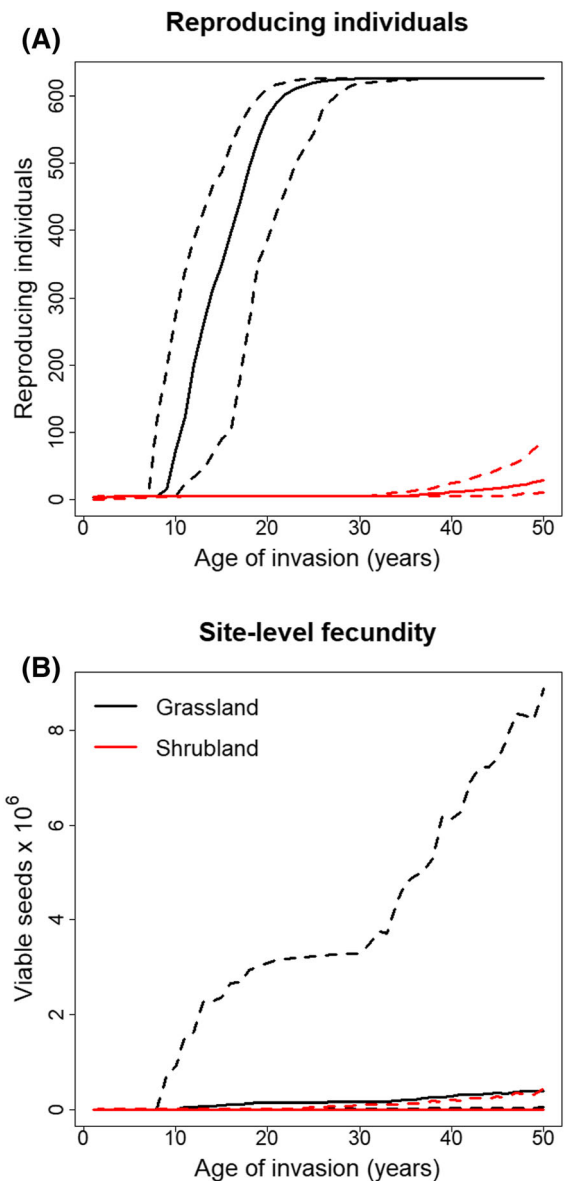 Reproducing individuals
(A)
Reproducing individuals
600
500
400
300
200
100
0
0 10 20 30 40 50
Age of invasion (years)
Site-level fecundity
(B)
Grassland
Shrubland
Viable seeds x 10⁶
8
6
4
2
0
0 10 20 30 40 50
Age of invasion (years)